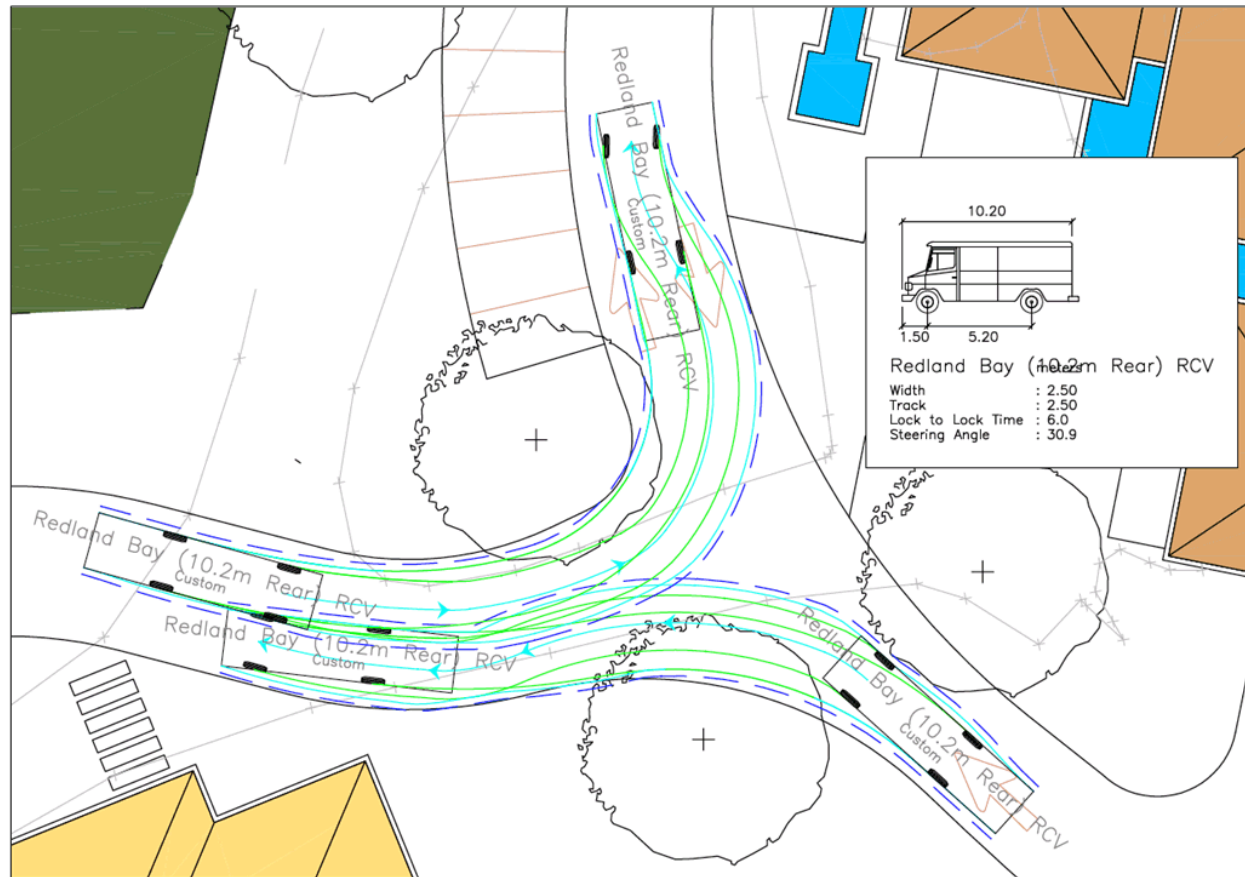 Redland Bay (10.2m Rear) RCV
Custom
10.20
1.50
5.20
Redland Bay (10.2m Rear) RCV
meters
Width : 2.50
Track : 2.50
Lock to Lock Time : 6.0
Steering Angle : 30.9
Redland Bay (10.2m Rear) RCV
Custom
Redland Bay (10.2m Rear) RCV
Custom
Redland Bay (10.2m Rear) RCV
Custom